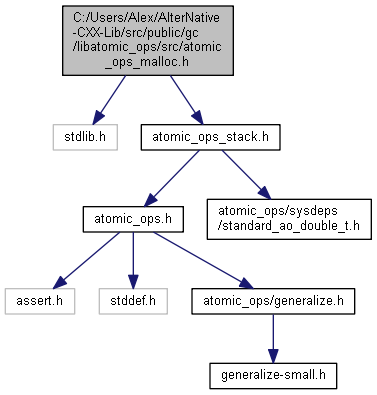 C:/Users/Alex/AlterNative
-CXX-Lib/src/public/gc
/libatomic_ops/src/atomic
_ops_malloc.h
stdlib.h
atomic_ops_stack.h
atomic_ops.h
atomic_ops/sysdeps
/standard_ao_double_t.h
assert.h
stddef.h
atomic_ops/generalize.h
generalize-small.h